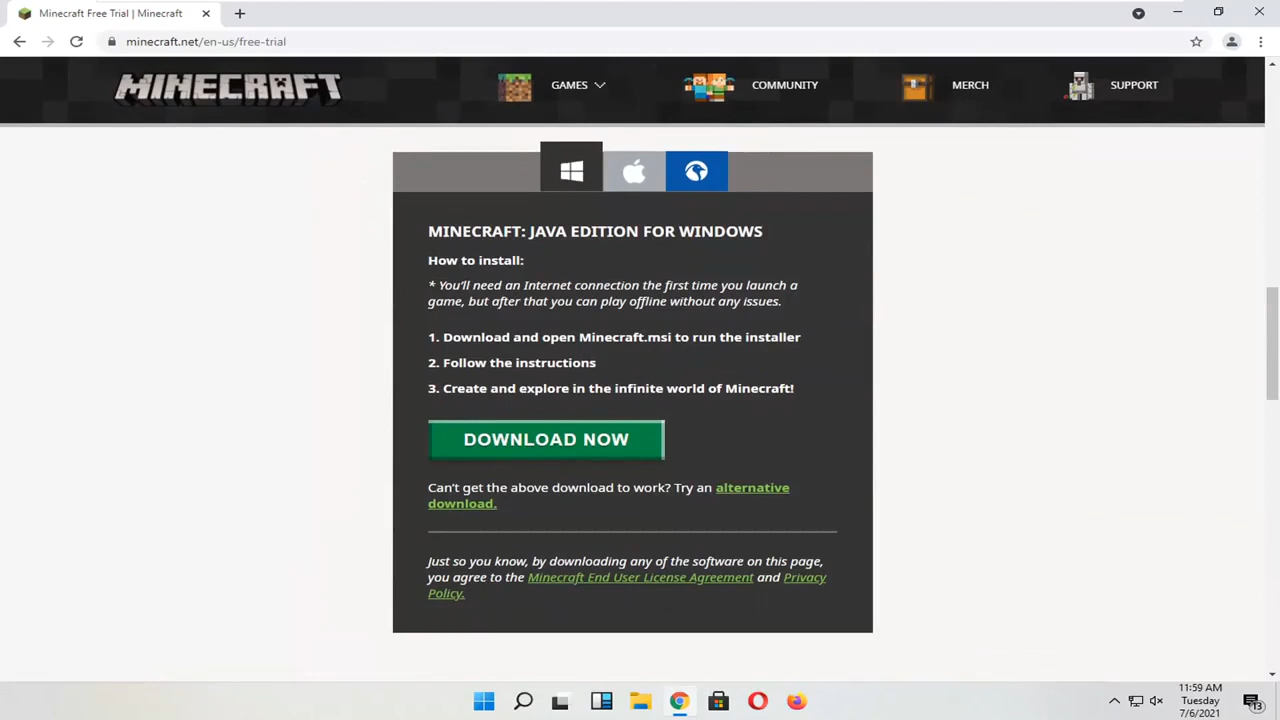 Minecraft Free Trial | Minecraft
minecraft.net/en-us/free-trial
MINECRAFT
GAMES
COMMUNITY
MERCH
SUPPORT
MINECRAFT: JAVA EDITION FOR WINDOWS
How to install:
* You'll need an Internet connection the first time you launch a
game, but after that you can play offline without any issues.
1. Download and open Minecraft.msi to run the installer
2. Follow the instructions
3. Create and explore in the infinite world of Minecraft!
DOWNLOAD NOW
Can't get the above download to work? Try an alternative
download.
Just so you know, by downloading any of the software on this page,
you agree to the Minecraft End User License Agreement and Privacy
Policy.
11:59 AM
Tuesday
7/6/2021
13